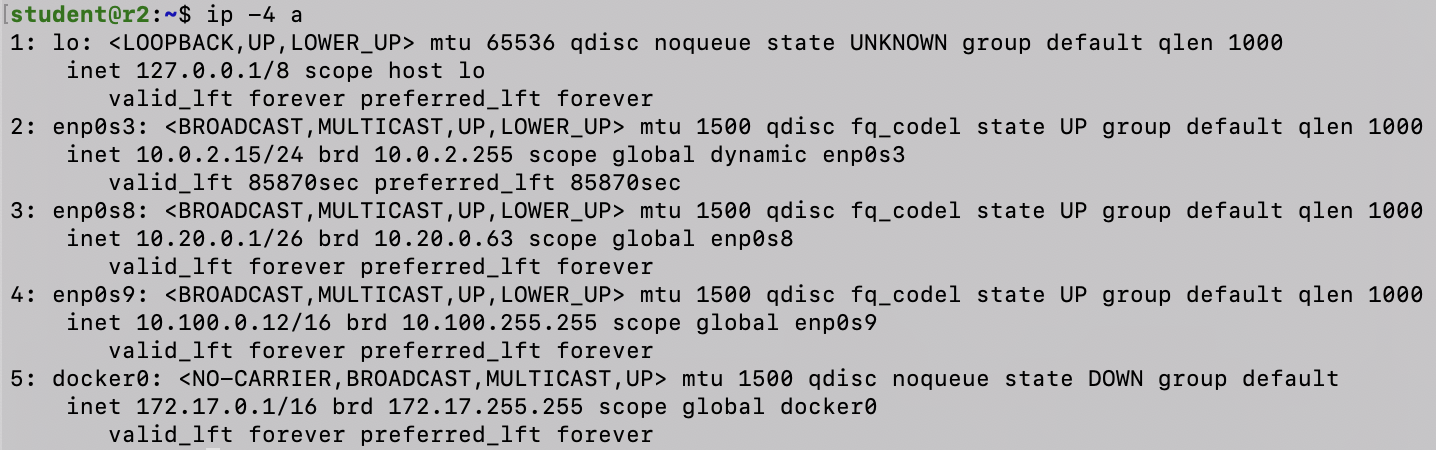 [student@r2:~$ ip -4 a
1: lo: <LOOPBACK,UP,LOWER_UP> mtu 65536 qdisc noqueue state UNKNOWN group default qlen 1000
    inet 127.0.0.1/8 scope host lo
       valid_lft forever preferred_lft forever
2: enp0s3: <BROADCAST,MULTICAST,UP,LOWER_UP> mtu 1500 qdisc fq_codel state UP group default qlen 1000
    inet 10.0.2.15/24 brd 10.0.2.255 scope global dynamic enp0s3
       valid_lft 85870sec preferred_lft 85870sec
3: enp0s8: <BROADCAST,MULTICAST,UP,LOWER_UP> mtu 1500 qdisc fq_codel state UP group default qlen 1000
    inet 10.20.0.1/26 brd 10.20.0.63 scope global enp0s8
       valid_lft forever preferred_lft forever
4: enp0s9: <BROADCAST,MULTICAST,UP,LOWER_UP> mtu 1500 qdisc fq_codel state UP group default qlen 1000
    inet 10.100.0.12/16 brd 10.100.255.255 scope global enp0s9
       valid_lft forever preferred_lft forever
5: docker0: <NO-CARRIER,BROADCAST,MULTICAST,UP> mtu 1500 qdisc noqueue state DOWN group default
    inet 172.17.0.1/16 brd 172.17.255.255 scope global docker0
       valid_lft forever preferred_lft forever